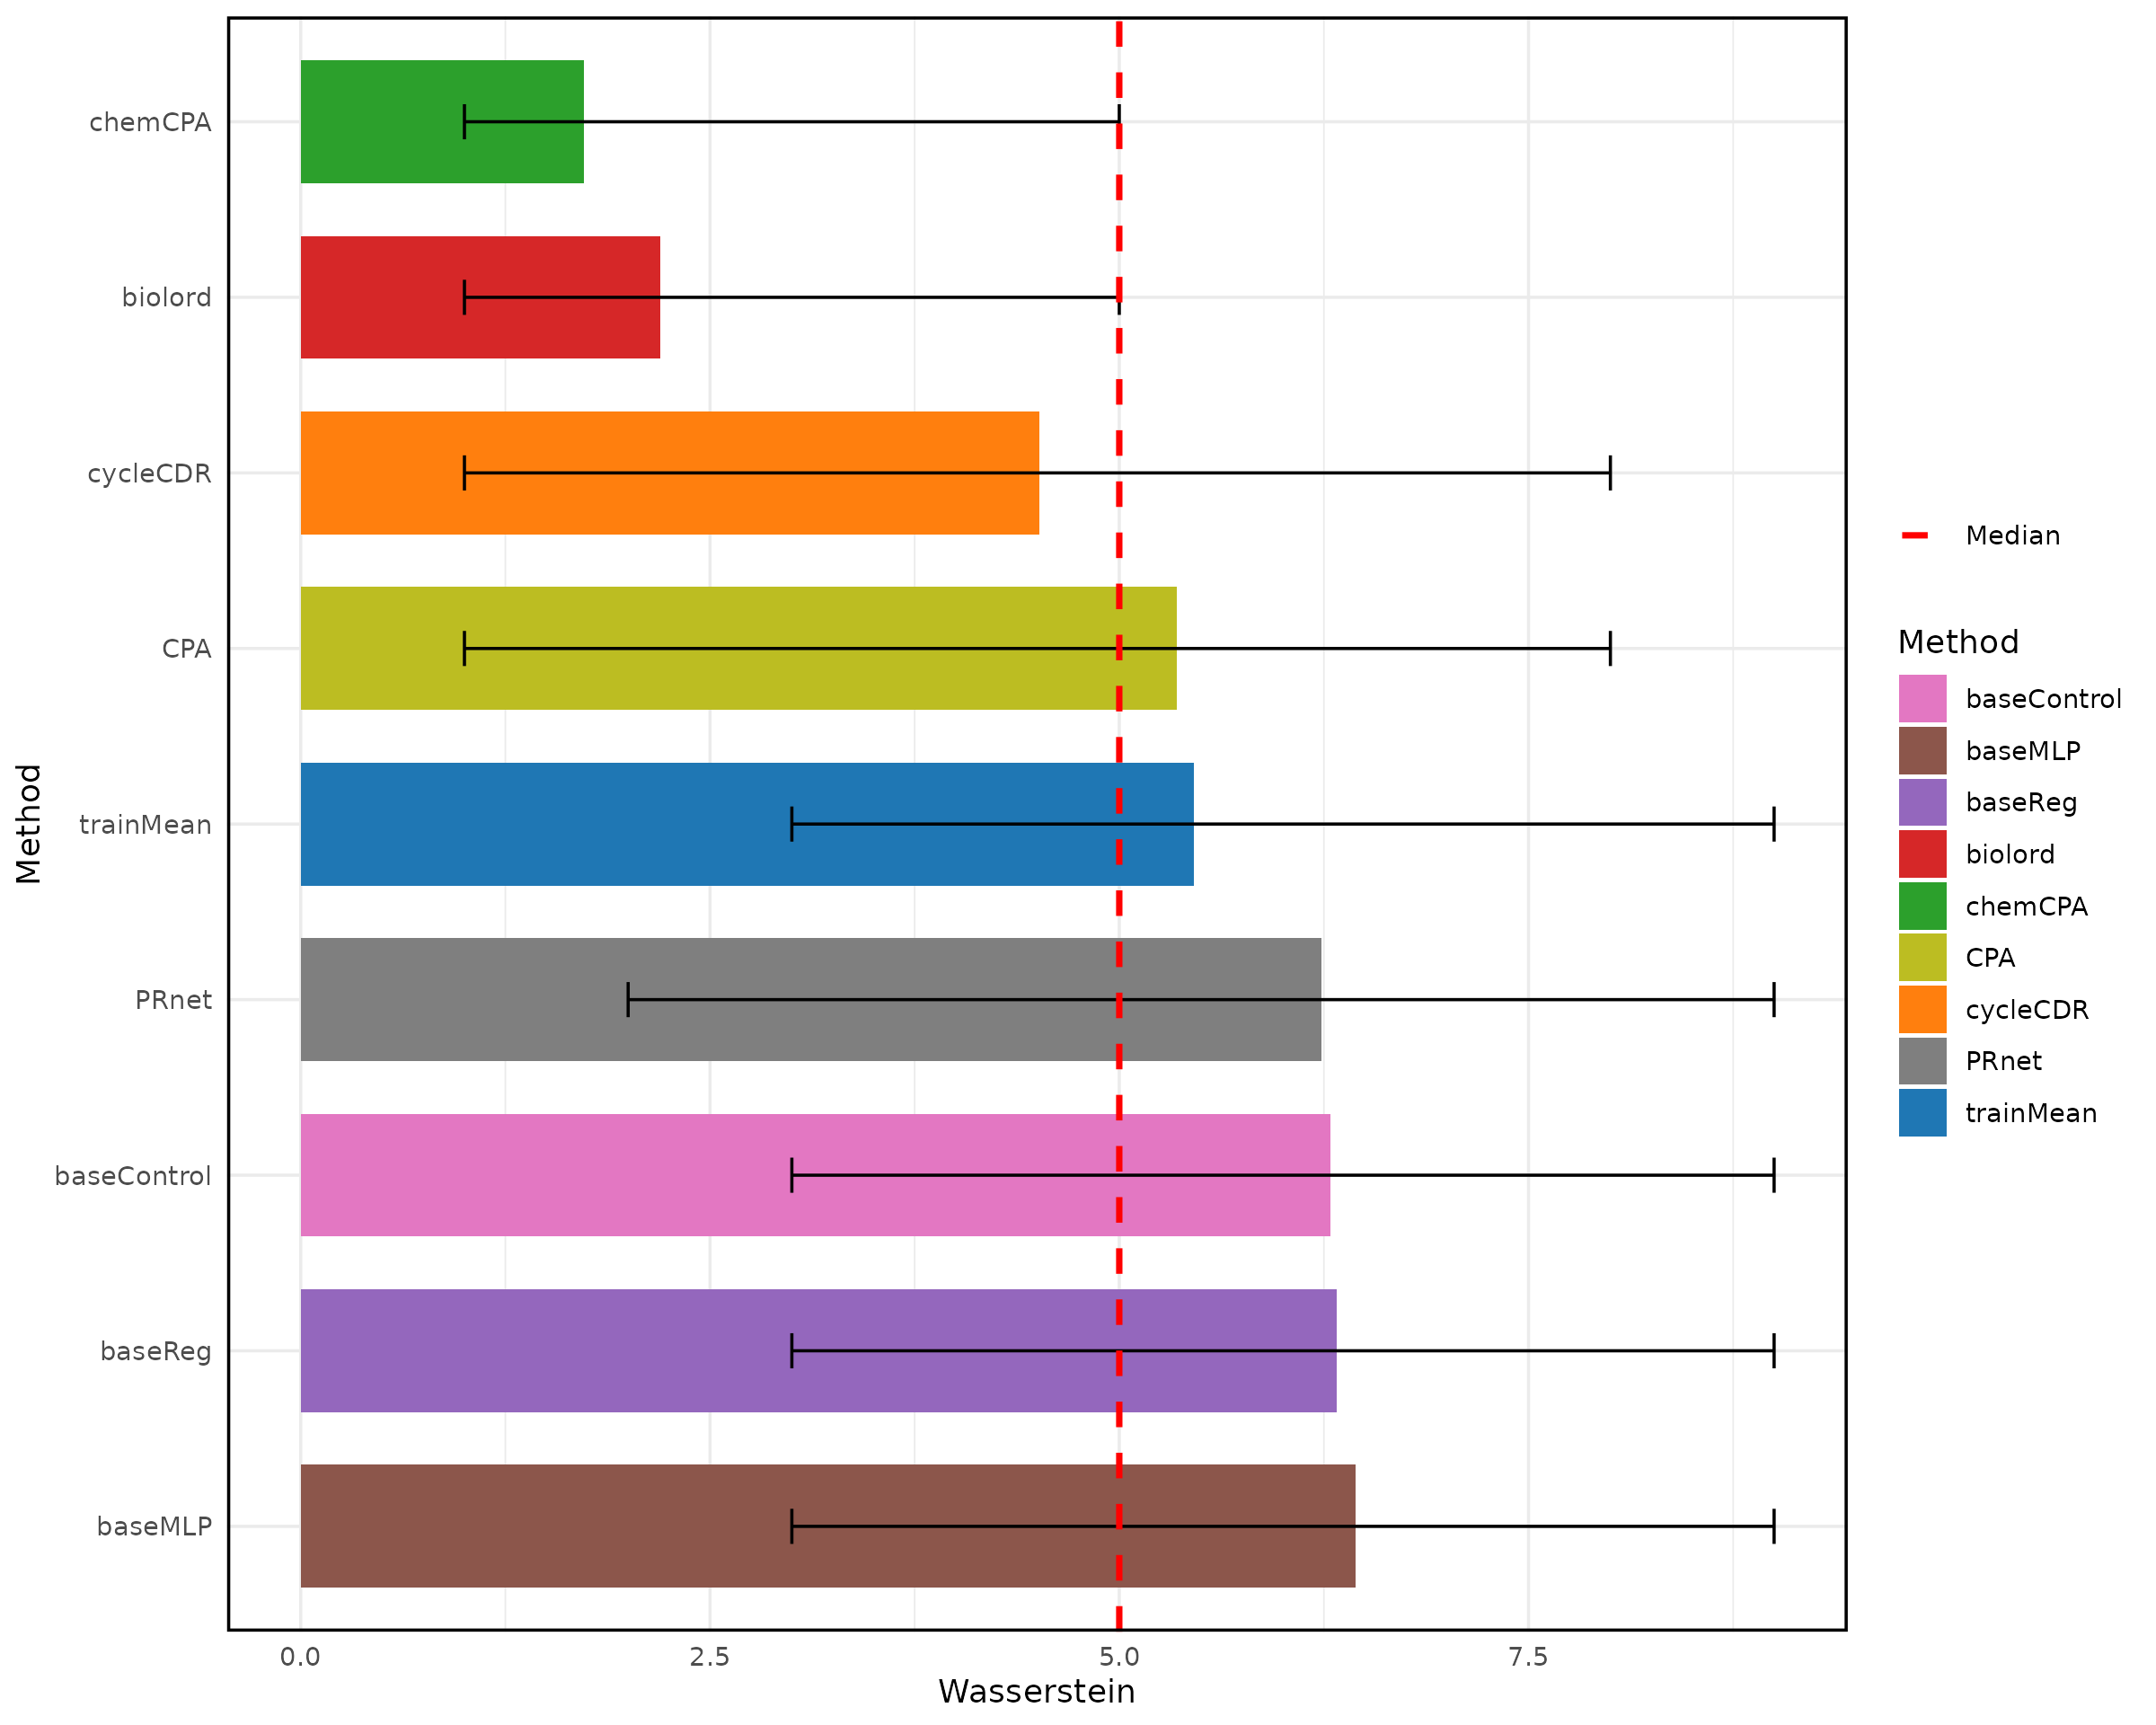 chemCPA
biolord
cycleCDR
CPA
trainMean
PRnet
baseControl
baseReg
baseMLP
Method
0.0
2.5
5.0
7.5
Wasserstein
Median
Method
baseControl
baseMLP
baseReg
biolord
chemCPA
CPA
cycleCDR
PRnet
trainMean